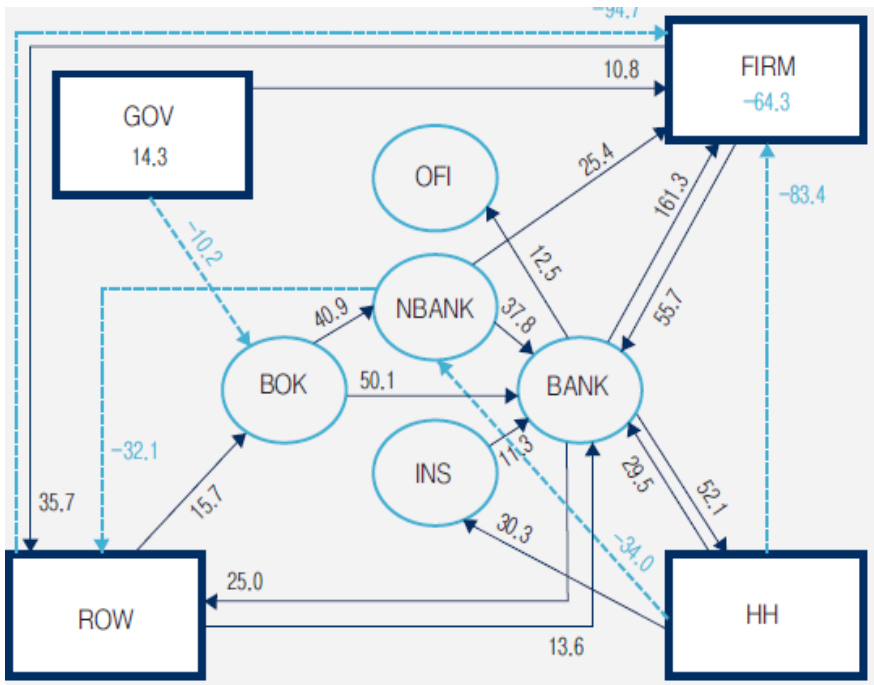 -94.7
FIRM
-64.3
10.8
GOV
14.3
OFI
25.4
161.3
-83.4
-10.2
12.5
40.9
NBANK
37.8
55.7
BOK
50.1
BANK
-32.1
11.3
INS
29.5
52.1
35.7
15.7
30.3
-34.0
25.0
ROW
HH
13.6